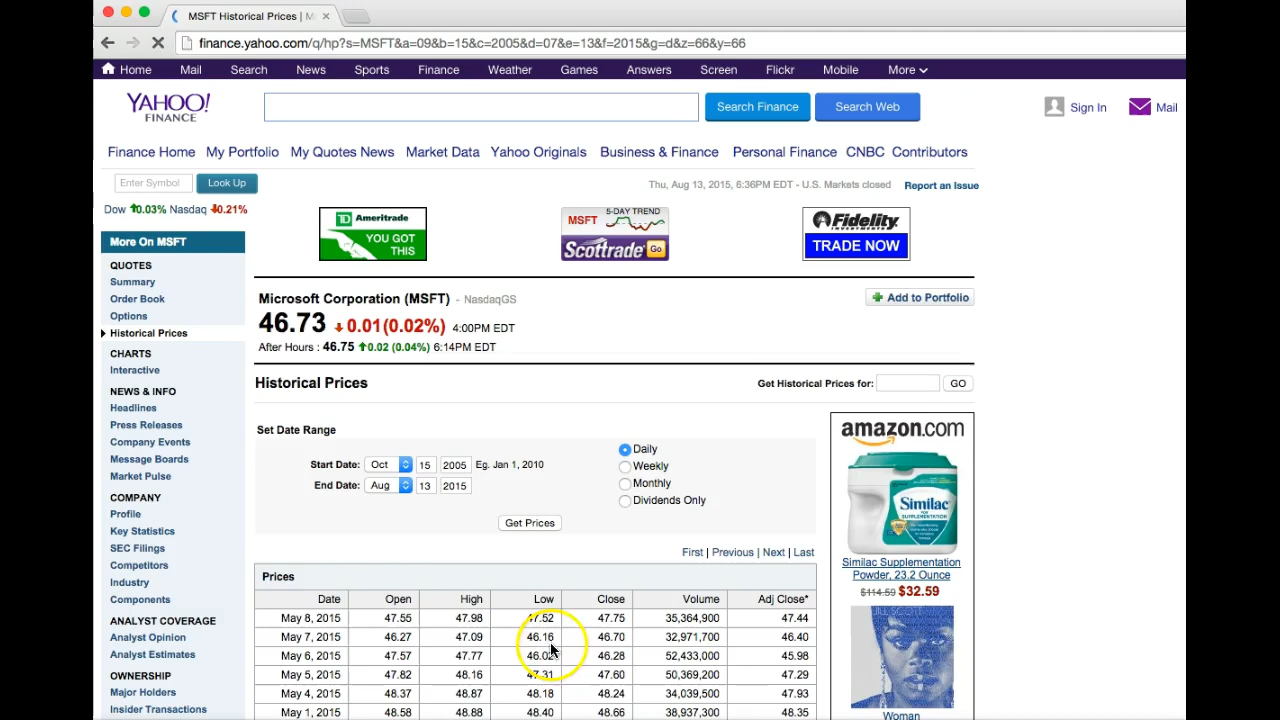 MSFT Historical Prices | M
finance.yahoo.com/q/hp?s=MSFT&a=09&b=15&c=2005&d=07&e=13&f=2015&g=d&z=66&y=66
Home Mail Search News Sports Finance Weather Games Answers Screen Flickr Mobile More
YAHOO! FINANCE
Search Finance Search Web Sign In Mail
Finance Home My Portfolio My Quotes News Market Data Yahoo Originals Business & Finance Personal Finance CNBC Contributors
Enter Symbol Look Up Thu, Aug 13, 2015, 6:36PM EDT - U.S. Markets closed Report an Issue
Dow 0.03% Nasdaq 0.21%
Ameritrade
YOU GOT
THIS
MSFT 5-DAY TREND
Scottrade Go
Fidelity
INVESTMENTS
TRADE NOW
More On MSFT
QUOTES
Summary
Order Book
Options
Historical Prices
CHARTS
Interactive
NEWS & INFO
Headlines
Press Releases
Company Events
Message Boards
Market Pulse
COMPANY
Profile
Key Statistics
SEC Filings
Competitors
Industry
Components
ANALYST COVERAGE
Analyst Opinion
Analyst Estimates
OWNERSHIP
Major Holders
Insider Transactions
Microsoft Corporation (MSFT) - NasdaqGS Add to Portfolio
46.73 0.01(0.02%) 4:00PM EDT
After Hours : 46.75 0.02 (0.04%) 6:14PM EDT
Historical Prices Get Historical Prices for: GO
Set Date Range
Start Date: Oct 15 2005 Eg. Jan 1, 2010
End Date: Aug 13 2015
Daily
Weekly
Monthly
Dividends Only
Get Prices
First | Previous | Next | Last
Prices
Date Open High Low Close Volume Adj Close*
May 8, 2015 47.55 47.98 47.52 47.75 35,364,900 47.44
May 7, 2015 46.27 47.09 46.16 46.70 32,971,700 46.40
May 6, 2015 47.57 47.77 46.02 46.28 52,433,000 45.98
May 5, 2015 47.82 48.16 47.31 47.60 50,369,200 47.29
May 4, 2015 48.37 48.87 48.18 48.24 34,039,500 47.93
May 1, 2015 48.58 48.88 48.40 48.66 38,937,300 48.35
amazon.com
Similac
Similac Supplementation
Powder, 23.2 Ounce
$114.59 $32.59
Woman